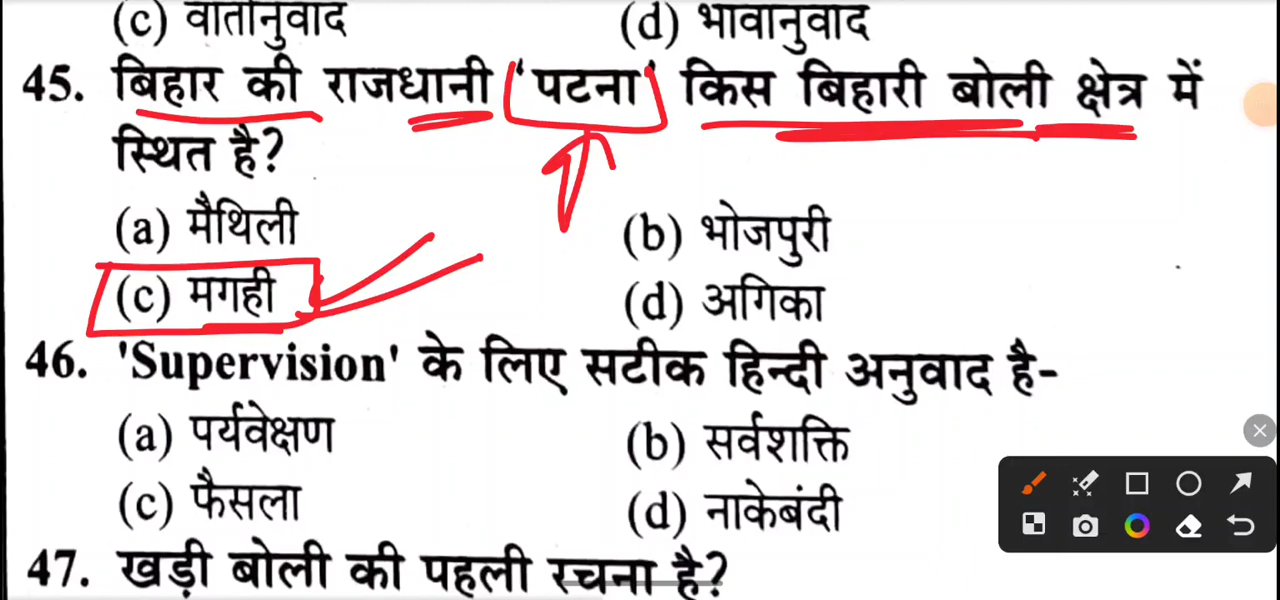 (c) वार्तानुवाद (d) भावानुवाद
45. बिहार की राजधानी 'पटना' किस बिहारी बोली क्षेत्र में
स्थित है?
(a) मैथिली (b) भोजपुरी
(c) मगही (d) अगिका
46. 'Supervision' के लिए सटीक हिन्दी अनुवाद है-
(a) पर्यवेक्षण (b) सर्वशक्ति
(c) फैसला (d) नाकेबंदी
47. खड़ी बोली की पहली रचना है?